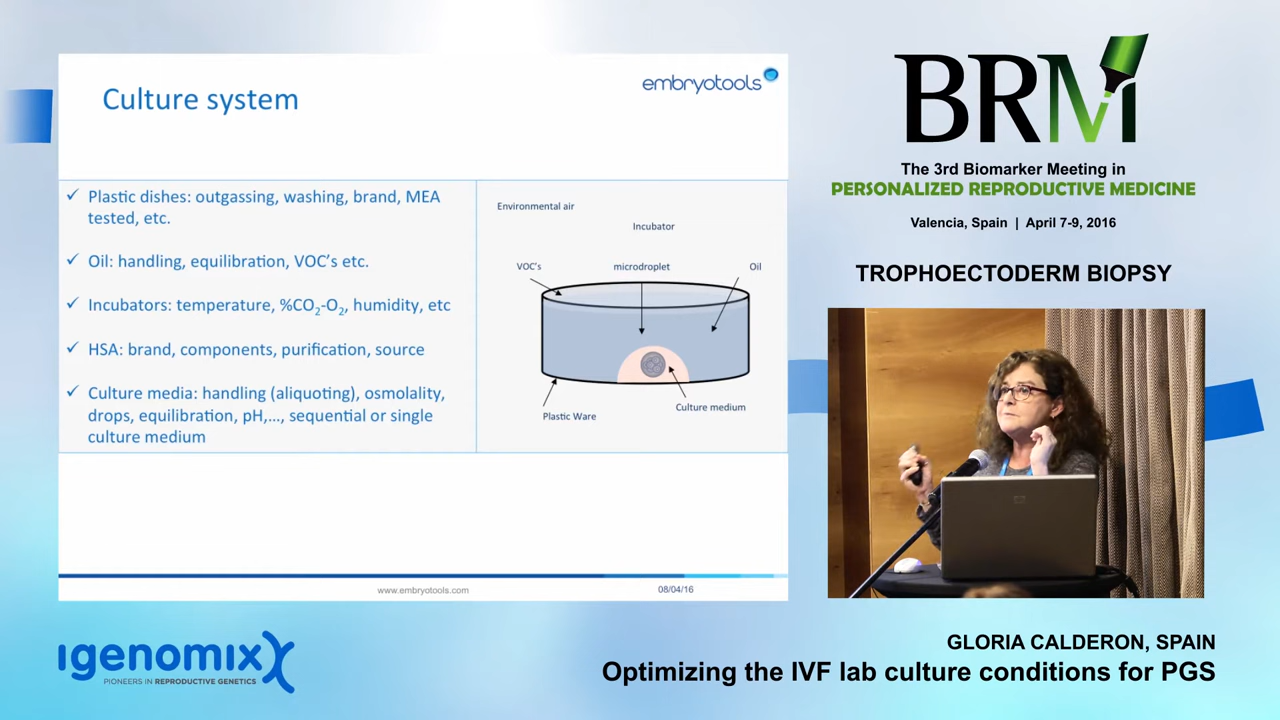 Culture system
embryotools
✓ Plastic dishes: outgassing, washing, brand, MEA
tested, etc.
✓ Oil: handling, equilibration, VOC's etc.
✓ Incubators: temperature, %CO₂-O₂, humidity, etc
✓ HSA: brand, components, purification, source
✓ Culture media: handling (aliquoting), osmolality,
drops, equilibration, pH,..., sequential or single
culture medium
Environmental air
Incubator
VOC's
microdroplet
Oil
Plastic Ware
Culture medium
www.embryotools.com
08/04/16
BRM
The 3rd Biomarker Meeting in
PERSONALIZED REPRODUCTIVE MEDICINE
Valencia, Spain | April 7-9, 2016
TROPHOECTODERM BIOPSY
igenomix
PIONEERS IN REPRODUCTIVE GENETICS
GLORIA CALDERON, SPAIN
Optimizing the IVF lab culture conditions for PGS